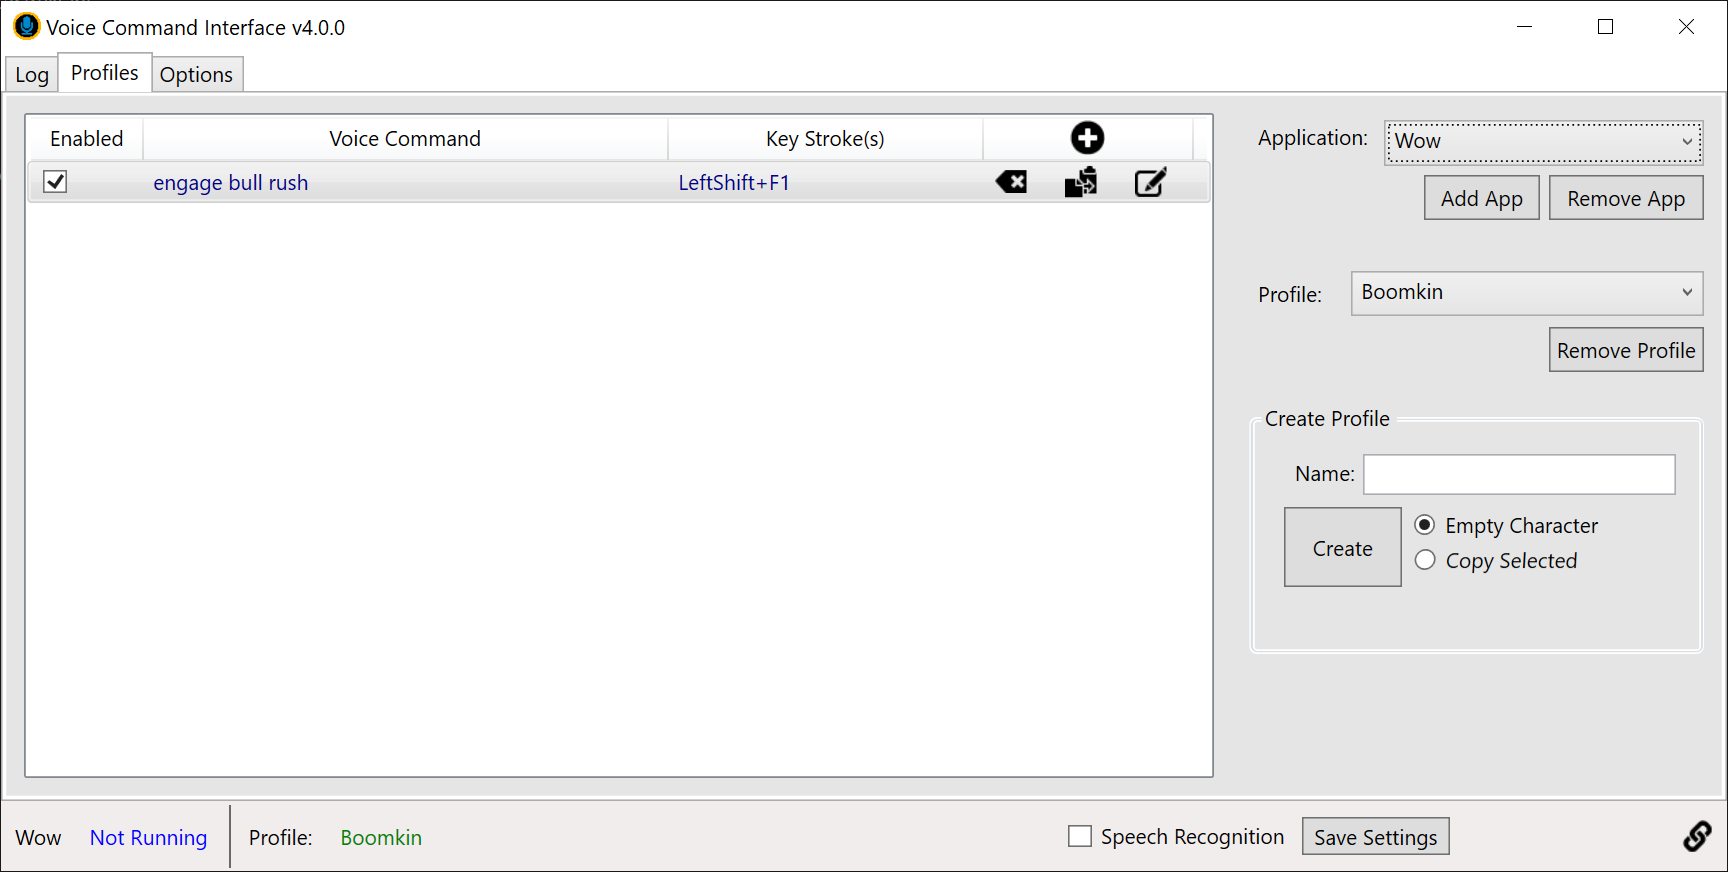 Voice Command Interface v4.0.0
Log Profiles Options
Enabled Voice Command Key Stroke(s)
engage bull rush LeftShift+F1
Application: Wow
Add App Remove App
Profile: Boomkin
Remove Profile
Create Profile
Name:
Create
Empty Character
Copy Selected
Wow Not Running Profile: Boomkin Speech Recognition Save Settings